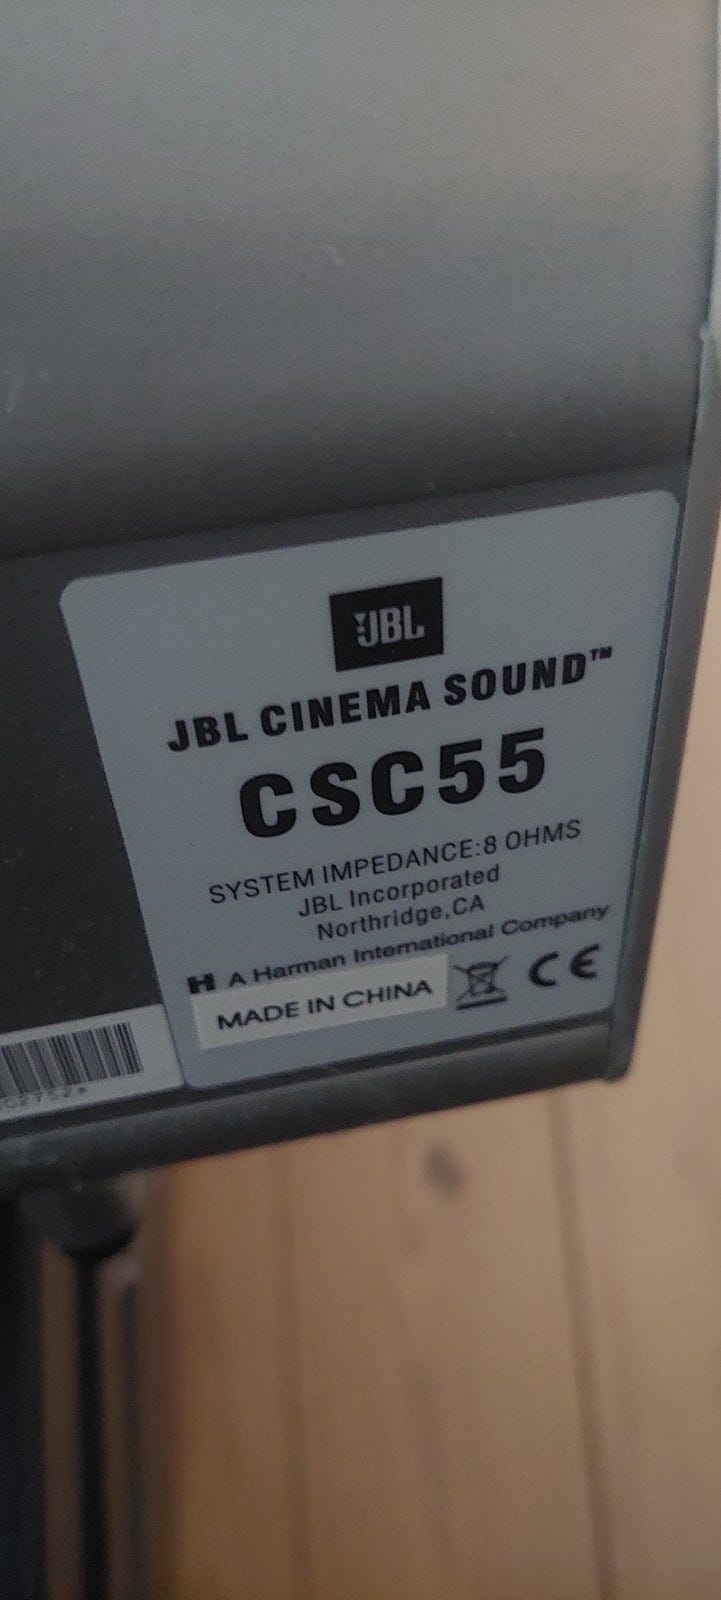 JBL
JBL CINEMA SOUND™
CSC55
SYSTEM IMPEDANCE:8 OHMS
JBL Incorporated
Northridge,CA
H A Harman International Company
MADE IN CHINA CE